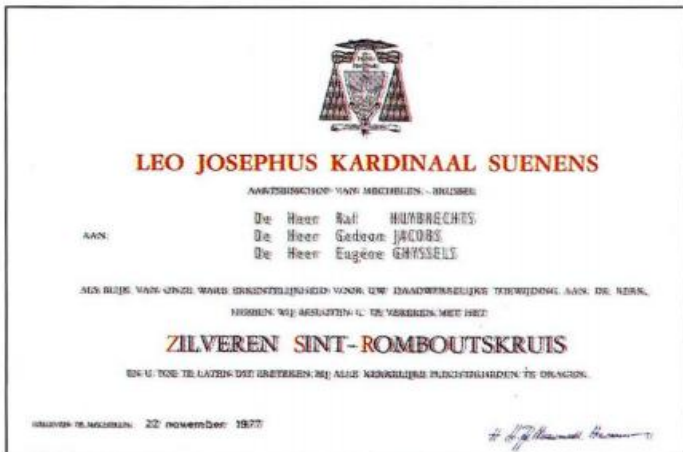 LEO JOSEPHUS KARDINAAL SUENENS
AARTSBISSCHOP VAN MECHELEN - BRUSSEL
De Heer Raf HUYBRECHTS
AAN: De Heer Gedeon JACOBS
De Heer Eugène GHYSSELS
ALS BLIJK VAN ONZE WARE ERKENTELIJKHEID VOOR UW DAADWERKELIJKE TOEWIJDING AAN DE KERK,
HEBBEN WIJ BESLOTEN U TE VEREREN MET HET
ZILVEREN SINT-ROMBOUTSKRUIS
EN U TOE TE LATEN DIT ERETEKEN BIJ ALLE KERKELIJKE PLECHTIGHEDEN TE DRAGEN.
GEGEVEN TE MECHELEN, 22 november 1977